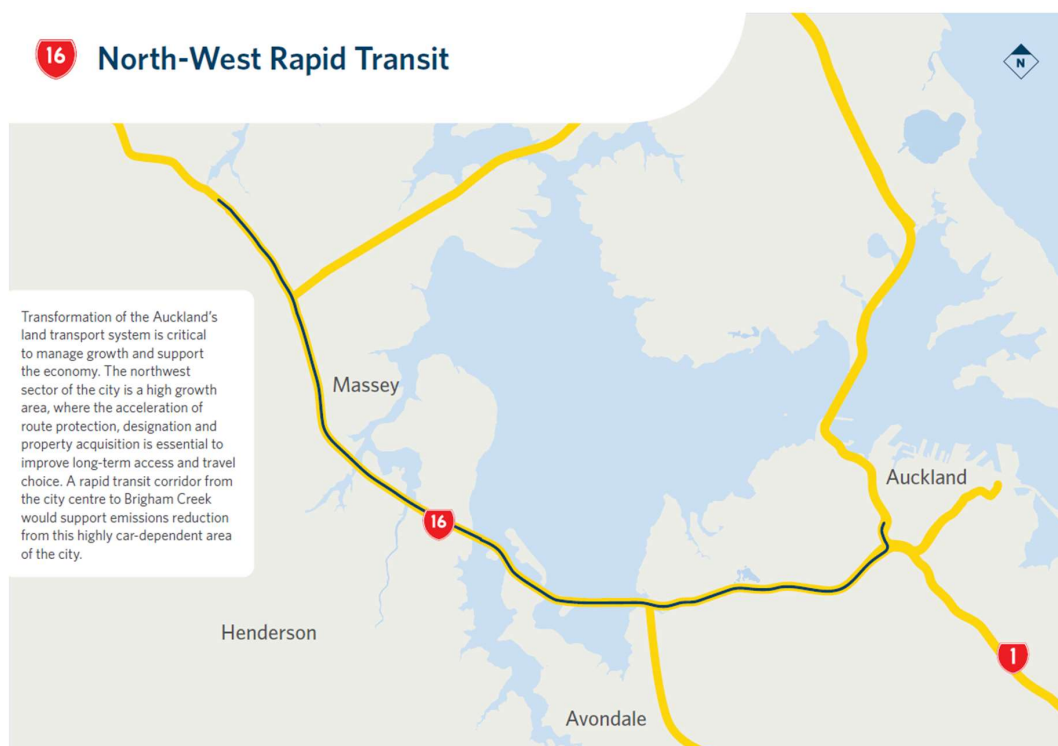 16
North-West Rapid Transit
N
Transformation of the Auckland's
land transport system is critical
to manage growth and support
the economy. The northwest
sector of the city is a high growth
area, where the acceleration of
route protection, designation and
property acquisition is essential to
improve long-term access and travel
choice. A rapid transit corridor from
the city centre to Brigham Creek
would support emissions reduction
from this highly car-dependent area
of the city.
Massey
Auckland
16
Henderson
1
Avondale